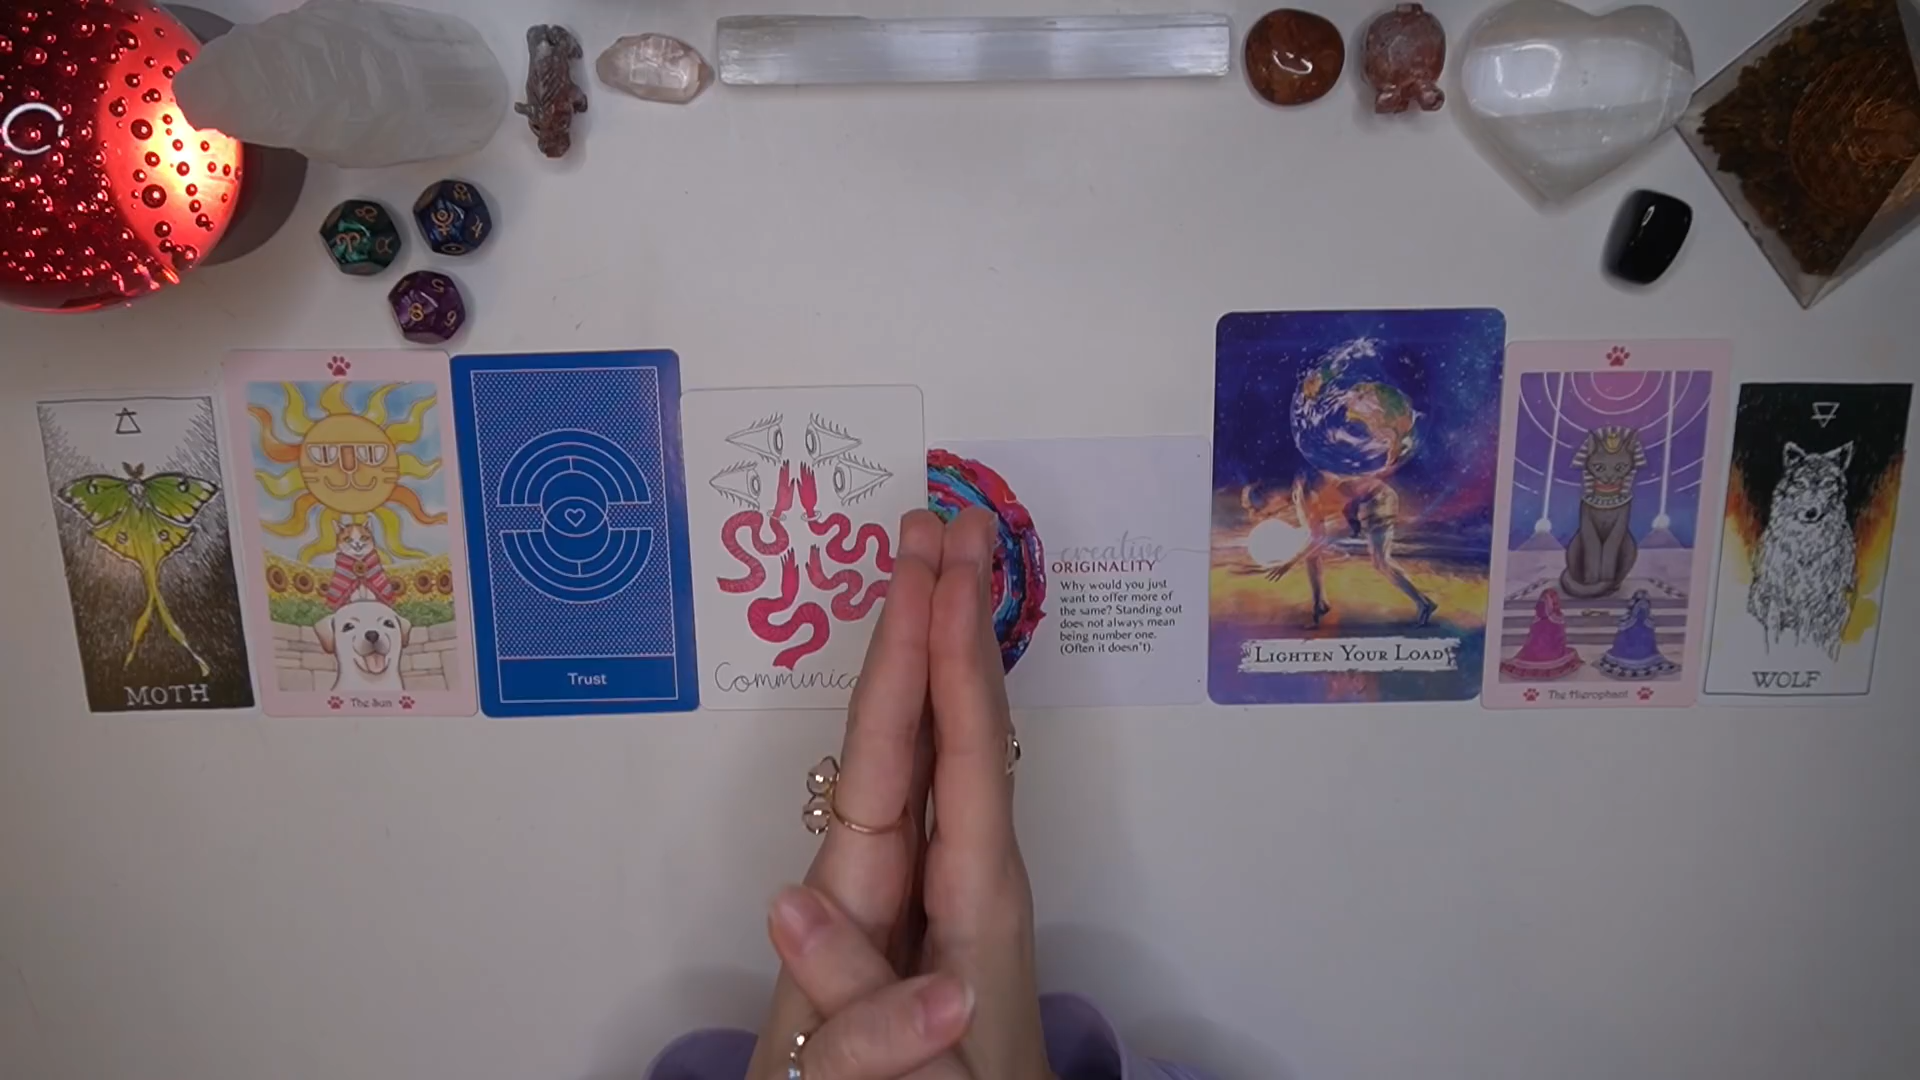 MOTH
The Sun
Trust
Communica
creative
ORIGINALITY
Why would you just
want to offer more of
the same? Standing out
does not always mean
being number one.
(Often it doesn't).
LIGHTEN YOUR LOAD
The Hierophant
WOLF